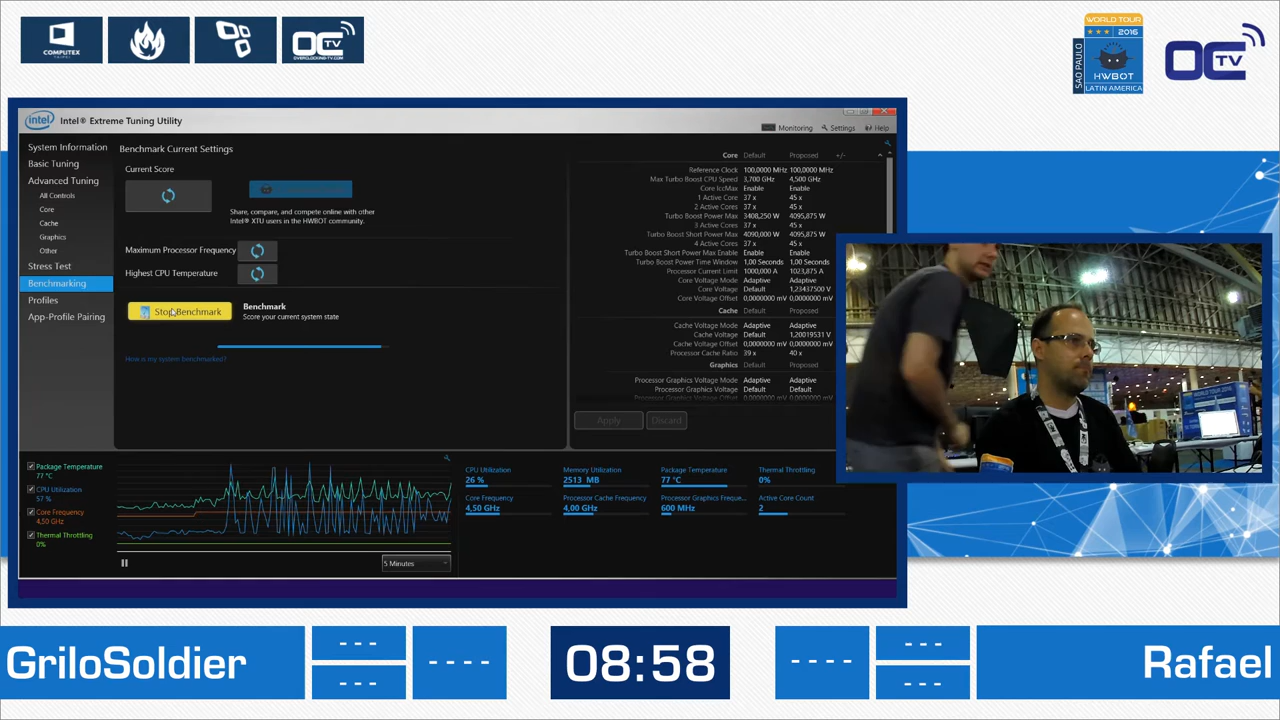 COMPUTEX
TAIPEI
OC TV
OVERCLOCKING-TV.COM
WORLD TOUR
2016
SAO PAULO
HWBOT
LATIN AMERICA
OC TV
intel Intel® Extreme Tuning Utility
Monitoring Settings Help
System Information
Basic Tuning
Advanced Tuning
All Controls
Core
Cache
Graphics
Other
Stress Test
Benchmarking
Profiles
App-Profile Pairing
Benchmark Current Settings
Current Score
Share, compare, and compete online with other
Intel® XTU users in the HWBOT community.
Maximum Processor Frequency
Highest CPU Temperature
Stop Benchmark
Benchmark
Score your current system state
How is my system benchmarked?
Core Default Proposed +/-
Reference Clock 100,0000 MHz 100,0000 MHz
Max Turbo Boost CPU Speed 3,700 GHz 4,500 GHz
Core IccMax Enable Enable
1 Active Cores 37 x 45 x
2 Active Cores 37 x 45 x
Turbo Boost Power Max 3408,250 W 4095,875 W
3 Active Cores 37 x 45 x
Turbo Boost Short Power Max 4090,000 W 4095,875 W
4 Active Cores 37 x 45 x
Turbo Boost Short Power Max Enable Enable Enable
Turbo Boost Power Time Window 1,00 Seconds 1,00 Seconds
Processor Current Limit 1000,000 A 1023,875 A
Core Voltage Mode Adaptive Adaptive
Core Voltage Default 1,23437500 V
Core Voltage Offset 0,0000000 mV 0,0000000 mV
Cache
Cache Voltage Mode Adaptive Adaptive
Cache Voltage Default 1,20019531 V
Cache Voltage Offset 0,0000000 mV 0,0000000 mV
Processor Cache Ratio 39 x 40 x
Graphics Default Proposed
Processor Graphics Voltage Mode Adaptive Adaptive
Processor Graphics Voltage Default Default
Processor Graphics Voltage Offset 0,0000000 mV 0,0000000 mV
Apply Discard
Package Temperature
77 °C
CPU Utilization
57 %
Core Frequency
4,50 GHz
Thermal Throttling
0%
5 Minutes
CPU Utilization Memory Utilization Package Temperature Thermal Throttling
26 % 2513 MB 77 °C 0%
Core Frequency Processor Cache Frequency Processor Graphics Freque... Active Core Count
4,50 GHz 4,00 GHz 600 MHz 2
GriloSoldier
- - -
- - -
- - - -
08:58
- - - -
- - -
- - -
Rafael